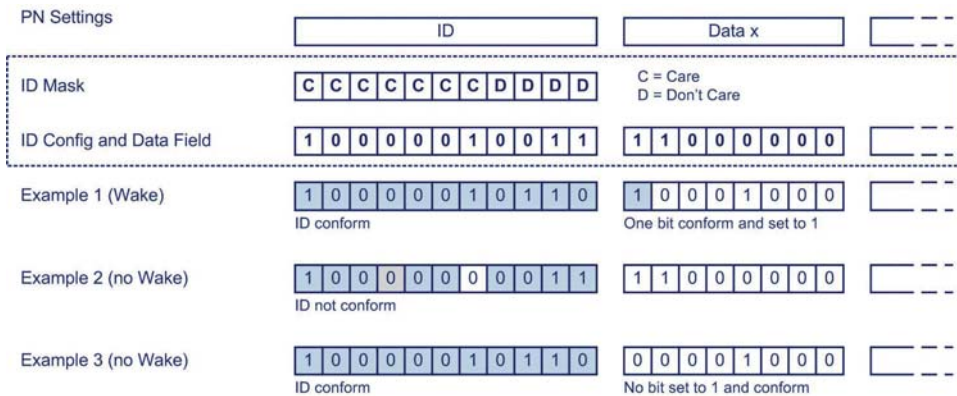 PN Settings ID Data x
ID Mask C C C C C C C D D D D C = Care
D = Don't Care
ID Config and Data Field 1 0 0 0 0 0 1 0 0 1 1 1 1 0 0 0 0 0 0
Example 1 (Wake) 1 0 0 0 0 0 1 0 1 1 0 1 0 0 0 1 0 0 0
ID conform One bit conform and set to 1
Example 2 (no Wake) 1 0 0 0 0 0 0 0 0 1 1 1 1 0 0 0 0 0 0
ID not conform
Example 3 (no Wake) 1 0 0 0 0 0 1 0 1 1 0 0 0 0 0 1 0 0 0
ID conform No bit set to 1 and conform